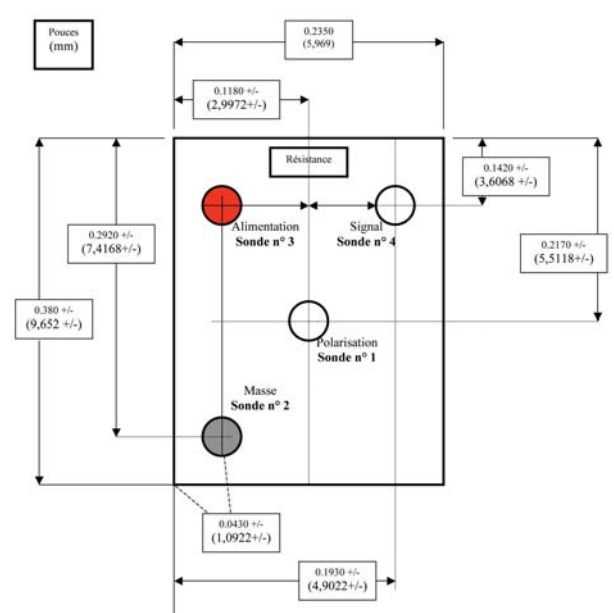 Pouces
(mm)
0.2350
(5,969)
0.1180 +/-
(2,9972+/-)
Résistance
0.1420 +/-
(3,6068 +/-)
0.2920 +/-
(7,4168+/-)
Alimentation
Sonde n° 3
Signal
Sonde n° 4
0.2170 +/-
(5,5118+/-)
0.380 +/-
(9,652 +/-)
Polarisation
Sonde n° 1
Masse
Sonde n° 2
0.0430 +/-
(1,0922+/-)
0.1930 +/-
(4,9022+/-)